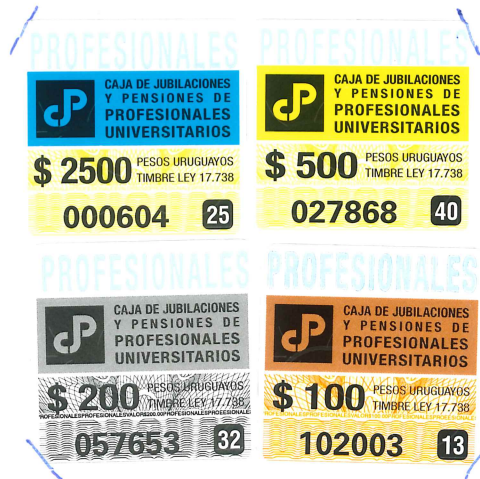 PROFESIONALES
CAJA DE JUBILACIONES
Y PENSIONES DE
PROFESIONALES
UNIVERSITARIOS
$ 2500 PESOS URUGUAYOS
TIMBRE LEY 17.738
000604 25
PROFESIONALES
CAJA DE JUBILACIONES
Y PENSIONES DE
PROFESIONALES
UNIVERSITARIOS
$ 500 PESOS URUGUAYOS
TIMBRE LEY 17.738
027868 40
PROFESIONALES
CAJA DE JUBILACIONES
Y PENSIONES DE
PROFESIONALES
UNIVERSITARIOS
$ 200 PESOS URUGUAYOS
TIMBRE LEY 17.738
057653 32
PROFESIONALES
CAJA DE JUBILACIONES
Y PENSIONES DE
PROFESIONALES
UNIVERSITARIOS
$ 100 PESOS URUGUAYOS
TIMBRE LEY 17.738
102003 13